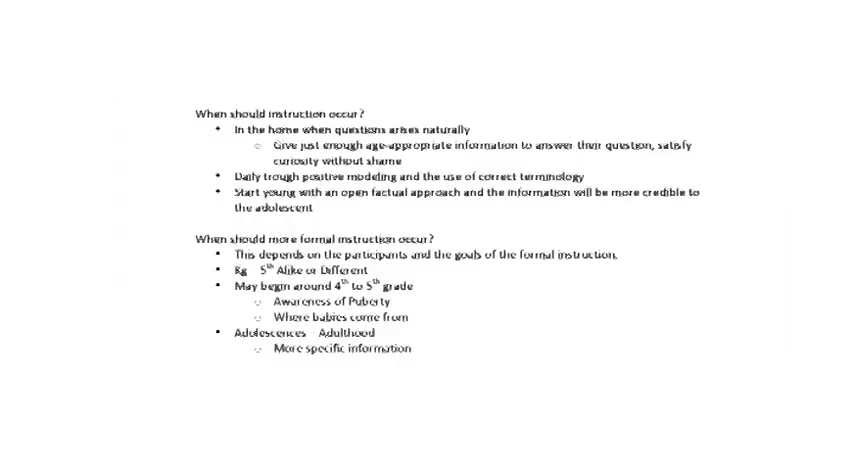 When should instruction occur?
• In the home when questions arises naturally
o Give just enough age-appropriate information to answer their question, satisfy
curiosity without shame
• Daily trough positive modeling and the use of correct terminology
• Start young with an open factual approach and the information will be more credible to
the adolescent
When should more formal instruction occur?
• This depends on the participants and the goals of the formal instruction.
• Kg – 5th Alike or Different
• May begin around 4th to 5th grade
o Awareness of Puberty
o Where babies come from
• Adolescences – Adulthood
o More specific information